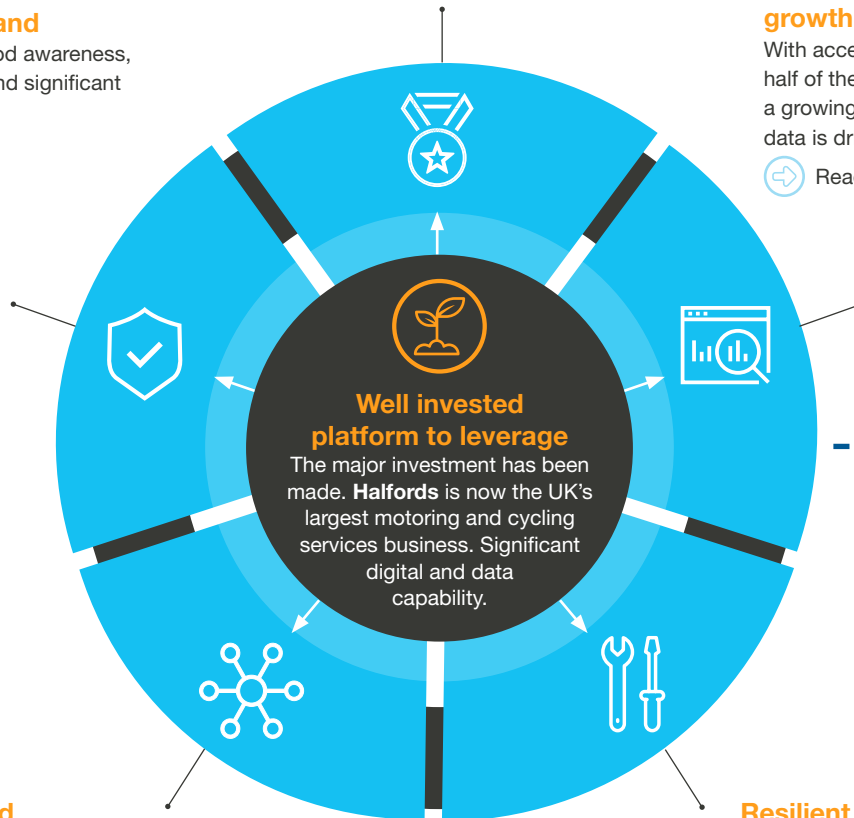 and
od awareness,
nd significant
growth
With acce
half of the
a growing
data is dr
Rea
Well invested
platform to leverage
The major investment has been
made. Halfords is now the UK's
largest motoring and cycling
services business. Significant
digital and data
capability.
d
Resilient